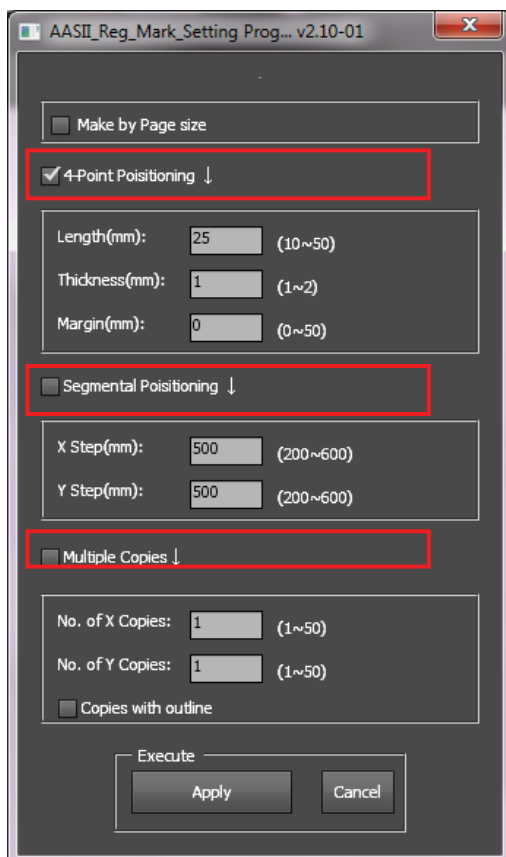 AASII_Reg_Mark_Setting Prog... v2.10-01
Make by Page size
4-Point Poisitioning ↓
Length(mm): 25 (10~50)
Thickness(mm): 1 (1~2)
Margin(mm): 0 (0~50)
Segmental Poisitioning ↓
X Step(mm): 500 (200~600)
Y Step(mm): 500 (200~600)
Multiple Copies ↓
No. of X Copies: 1 (1~50)
No. of Y Copies: 1 (1~50)
Copies with outline
Execute
Apply Cancel